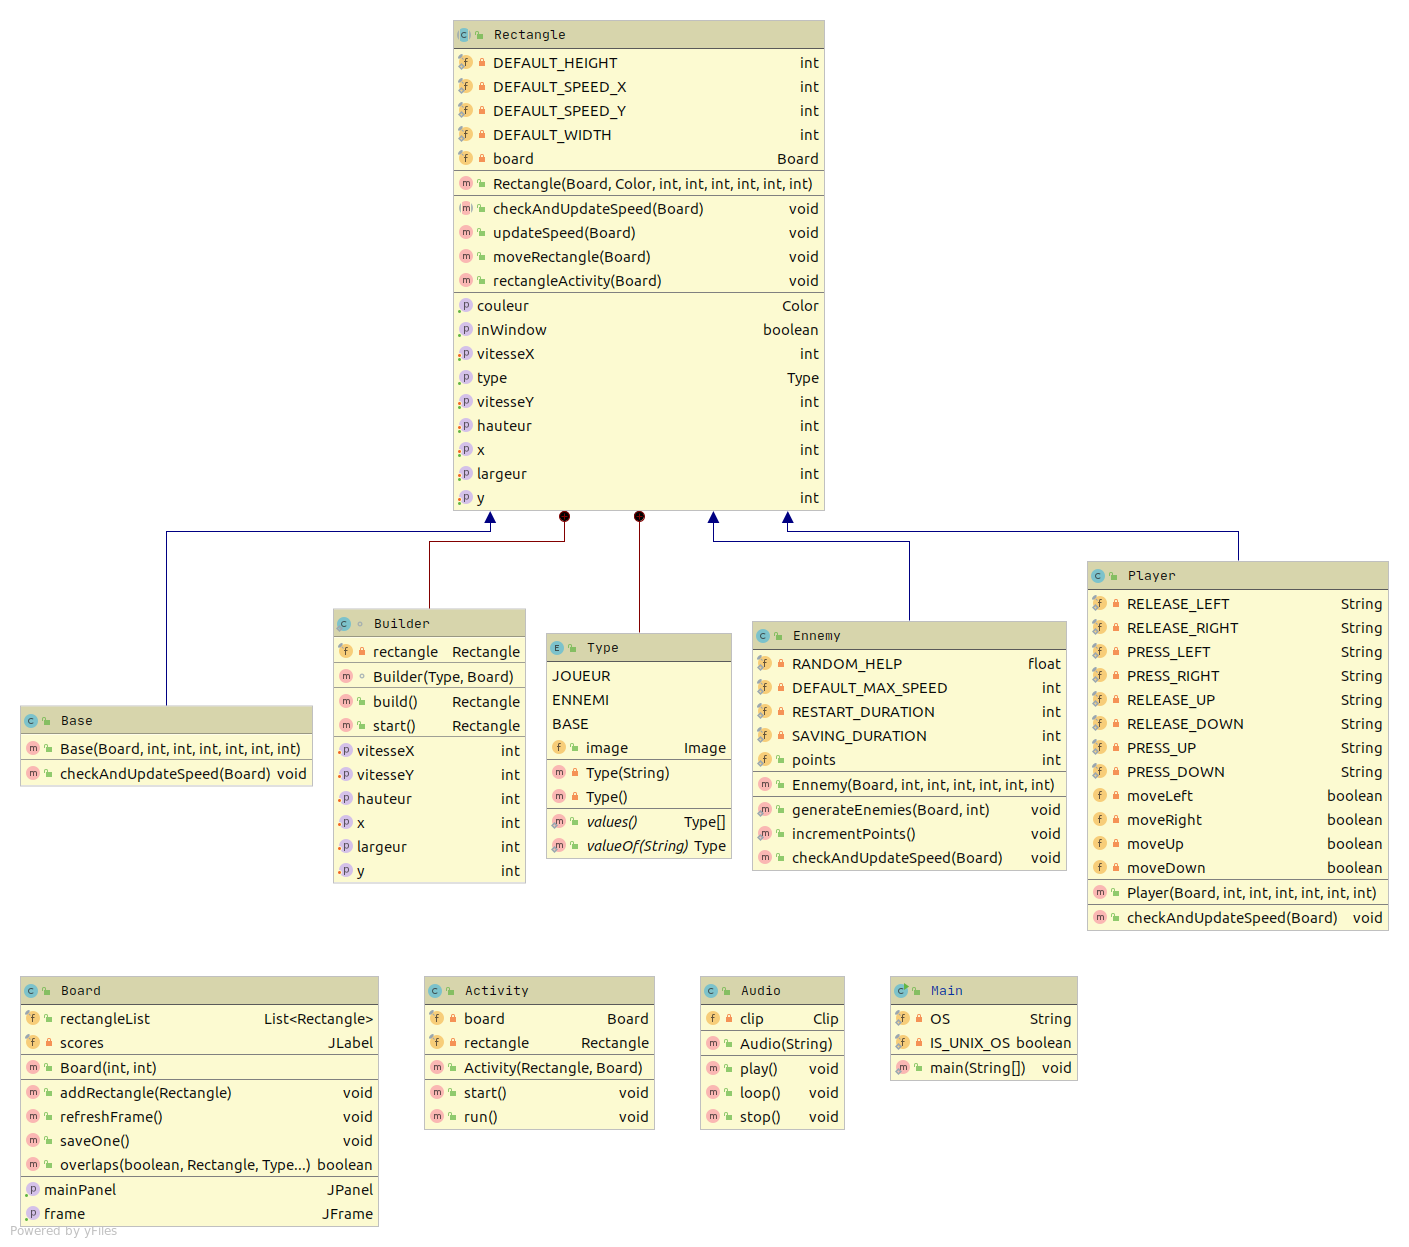 Rectangle
DEFAULT_HEIGHT int
DEFAULT_SPEED_X int
DEFAULT_SPEED_Y int
DEFAULT_WIDTH int
board Board
Rectangle(Board, Color, int, int, int, int, int, int)
checkAndUpdateSpeed(Board) void
updateSpeed(Board) void
moveRectangle(Board) void
rectangleActivity(Board) void
couleur Color
inWindow boolean
vitesseX int
type Type
vitesseY int
hauteur int
x int
largeur int
y int
Base
Base(Board, int, int, int, int, int, int)
checkAndUpdateSpeed(Board) void
Builder
rectangle Rectangle
Builder(Type, Board)
build() Rectangle
start() Rectangle
vitesseX int
vitesseY int
hauteur int
x int
largeur int
y int
Type
JOUEUR
ENNEMI
BASE
image Image
Type(String)
Type()
values() Type[]
valueOf(String) Type
Ennemy
RANDOM_HELP float
DEFAULT_MAX_SPEED int
RESTART_DURATION int
SAVING_DURATION int
points int
Ennemy(Board, int, int, int, int, int, int)
generateEnemies(Board, int) void
incrementPoints() void
checkAndUpdateSpeed(Board) void
Player
RELEASE_LEFT String
RELEASE_RIGHT String
PRESS_LEFT String
PRESS_RIGHT String
RELEASE_UP String
RELEASE_DOWN String
PRESS_UP String
PRESS_DOWN String
moveLeft boolean
moveRight boolean
moveUp boolean
moveDown boolean
Player(Board, int, int, int, int, int, int)
checkAndUpdateSpeed(Board) void
Board
rectangleList List<Rectangle>
scores JLabel
Board(int, int)
addRectangle(Rectangle) void
refreshFrame() void
saveOne() void
overlaps(boolean, Rectangle, Type...) boolean
mainPanel JPanel
frame JFrame
Activity
board Board
rectangle Rectangle
Activity(Rectangle, Board)
start() void
run() void
Audio
clip Clip
Audio(String)
play() void
loop() void
stop() void
Main
OS String
IS_UNIX_OS boolean
main(String[]) void
Powered by yFiles